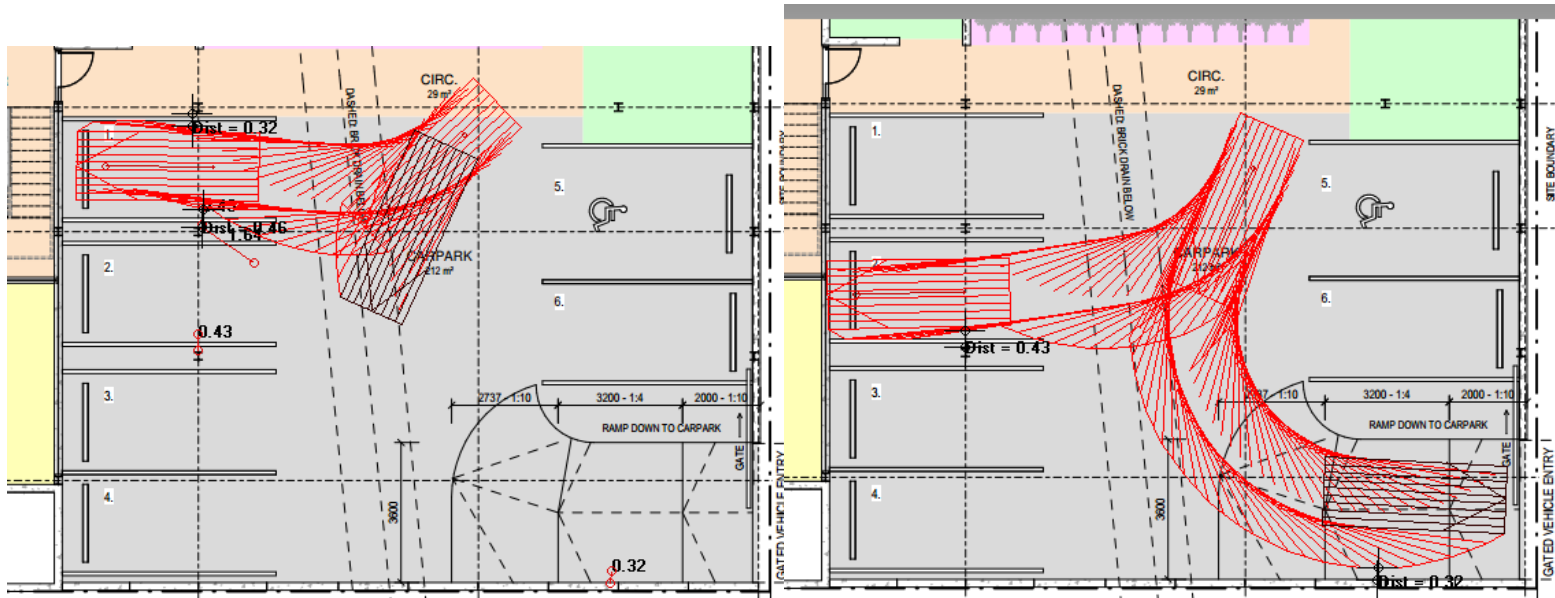 CIRC.
29 m²
DASHED BRICK DRAIN BELOW
1.
Dist = 0.32
5.
Dist = 0.46
1.64
CARPARK
212 m²
2.
6.
0.43
3.
2737 - 1:10
3200 - 1:4
2000 - 1:10
RAMP DOWN TO CARPARK
GATE
4.
3600
GATED VEHICLE ENTRY
0.32
CIRC.
29 m²
DASHED BRICK DRAIN BELOW
SITE BOUNDARY
1.
5.
CARPARK
6.
Dist = 0.43
3.
3200 - 1:4
2000 - 1:10
RAMP DOWN TO CARPARK
GATE
4.
3600
GATED VEHICLE ENTRY
Dist = 0.32